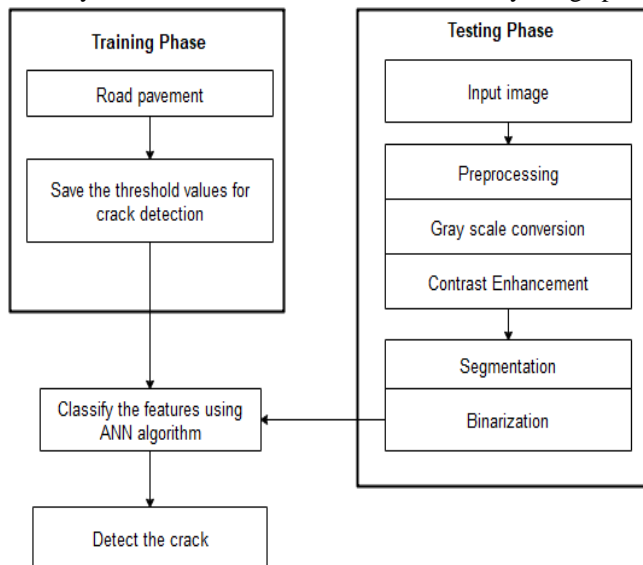 Training Phase
Road pavement
Save the threshold values for
crack detection
Testing Phase
Input image
Preprocessing
Gray scale conversion
Contrast Enhancement
Segmentation
Binarization
Classify the features using
ANN algorithm
Detect the crack